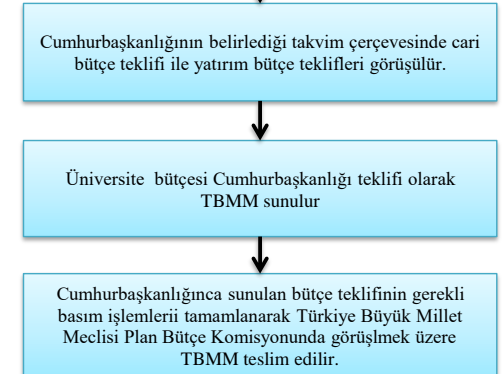 Cumhurbaşkanlığının belirlediği takvim çerçevesinde cari
bütçe teklifi ile yatırım bütçe teklifleri görüşülür.
Üniversite bütçesi Cumhurbaşkanlığı teklifi olarak
TBMM sunulur
Cumhurbaşkanlığınca sunulan bütçe teklifinin gerekli
basım işlemlerii tamamlanarak Türkiye Büyük Millet
Meclisi Plan Bütçe Komisyonunda görüşlmek üzere
TBMM teslim edilir.